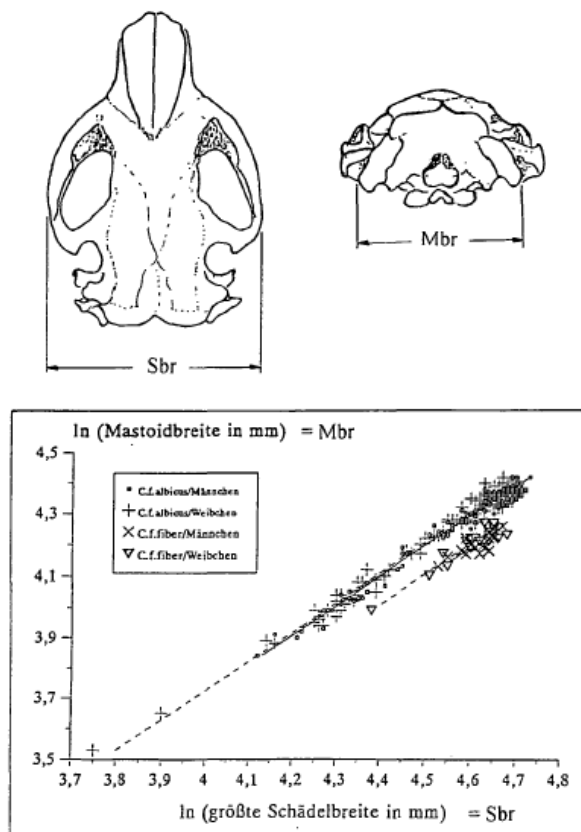 Sbr
Mbr
ln (Mastoidbreite in mm) = Mbr
4,5
4,3
4,1
3,9
3,7
3,5
C.f.albicus/Männchen
C.f.albicus/Weibchen
C.f.fiber/Männchen
C.f.fiber/Weibchen
3,7 3,8 3,9 4 4,1 4,2 4,3 4,4 4,5 4,6 4,7 4,8
ln (größte Schädelbreite in mm) = Sbr